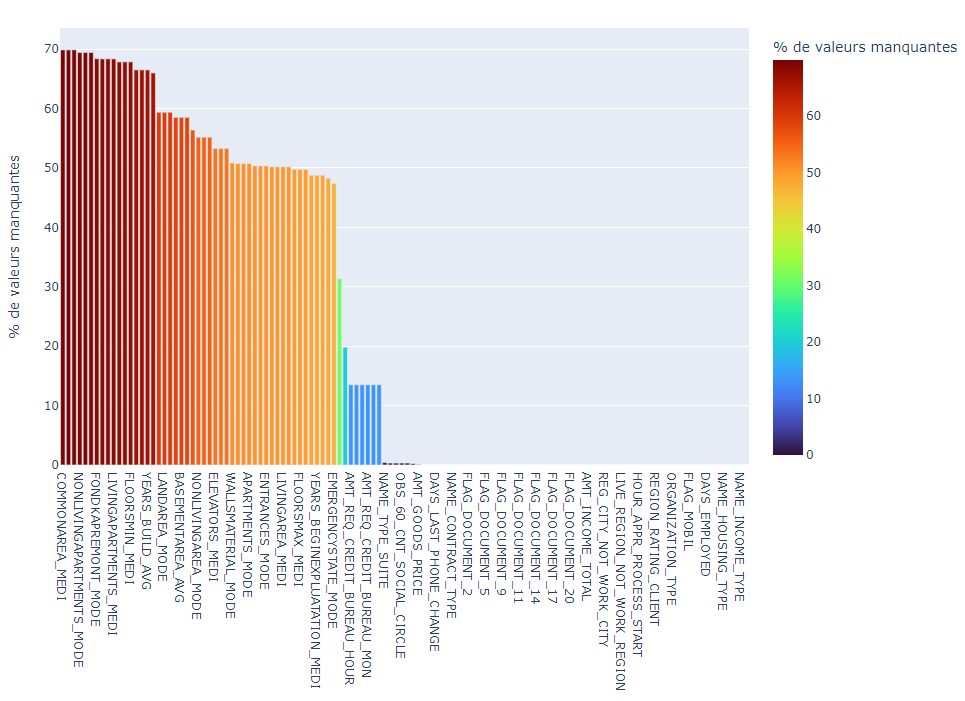 % de valeurs manquantes
70
60
50
40
30
20
10
0
% de valeurs manquantes
60
50
40
30
20
10
0
COMMONAREA_MEDI
NONLIVINGAPARTMENTS_MODE
FONDKAPREMONT_MODE
LIVINGAPARTMENTS_MEDI
FLOORSMIN_MEDI
YEARS_BUILD_AVG
LANDAREA_MODE
BASEMENTAREA_AVG
NONLIVINGAREA_MODE
ELEVATORS_MEDI
WALLSMATERIAL_MODE
APARTMENTS_MODE
ENTRANCES_MODE
LIVINGAREA_MEDI
FLOORSMAX_MEDI
YEARS_BEGINEXPLUATATION_MEDI
EMERGENCYSTATE_MODE
AMT_REQ_CREDIT_BUREAU_HOUR
AMT_REQ_CREDIT_BUREAU_MON
NAME_TYPE_SUITE
OBS_60_CNT_SOCIAL_CIRCLE
AMT_GOODS_PRICE
DAYS_LAST_PHONE_CHANGE
NAME_CONTRACT_TYPE
FLAG_DOCUMENT_2
FLAG_DOCUMENT_5
FLAG_DOCUMENT_9
FLAG_DOCUMENT_11
FLAG_DOCUMENT_14
FLAG_DOCUMENT_17
FLAG_DOCUMENT_20
AMT_INCOME_TOTAL
REG_CITY_NOT_WORK_CITY
LIVE_REGION_NOT_WORK_REGION
HOUR_APPR_PROCESS_START
REGION_RATING_CLIENT
ORGANIZATION_TYPE
FLAG_MOBIL
DAYS_EMPLOYED
NAME_HOUSING_TYPE
NAME_INCOME_TYPE